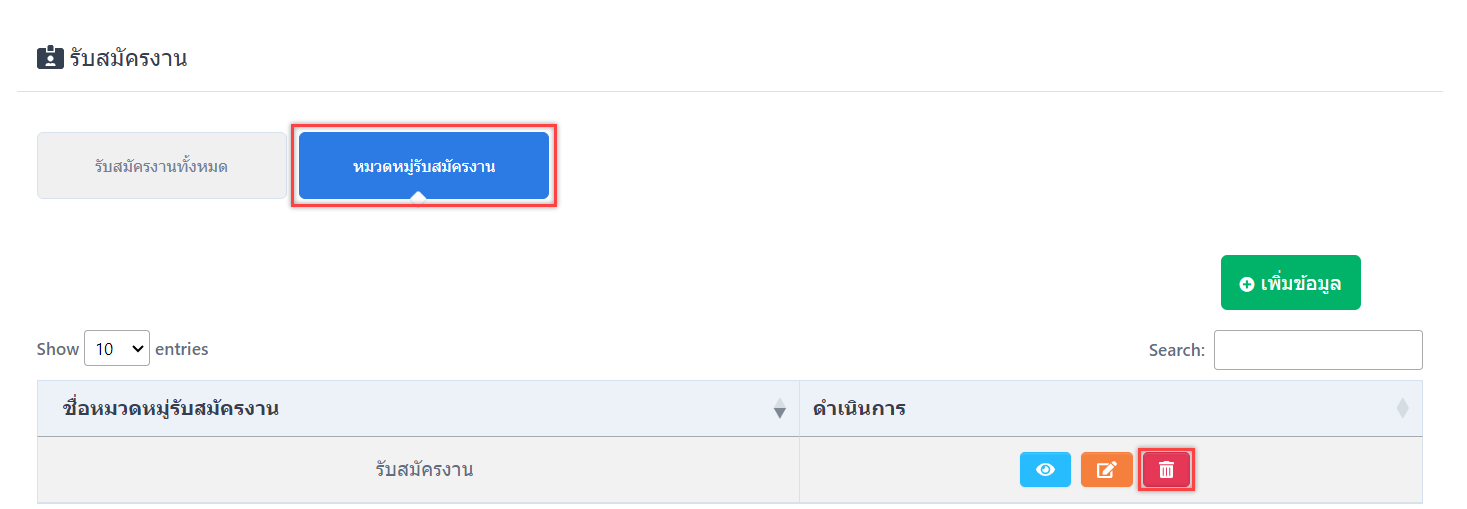 รับสมัครงาน
รับสมัครงานทั้งหมด
หมวดหมู่รับสมัครงาน
เพิ่มข้อมูล
Show 10 entries
Search:
ชื่อหมวดหมู่รับสมัครงาน ดำเนินการ
รับสมัครงาน